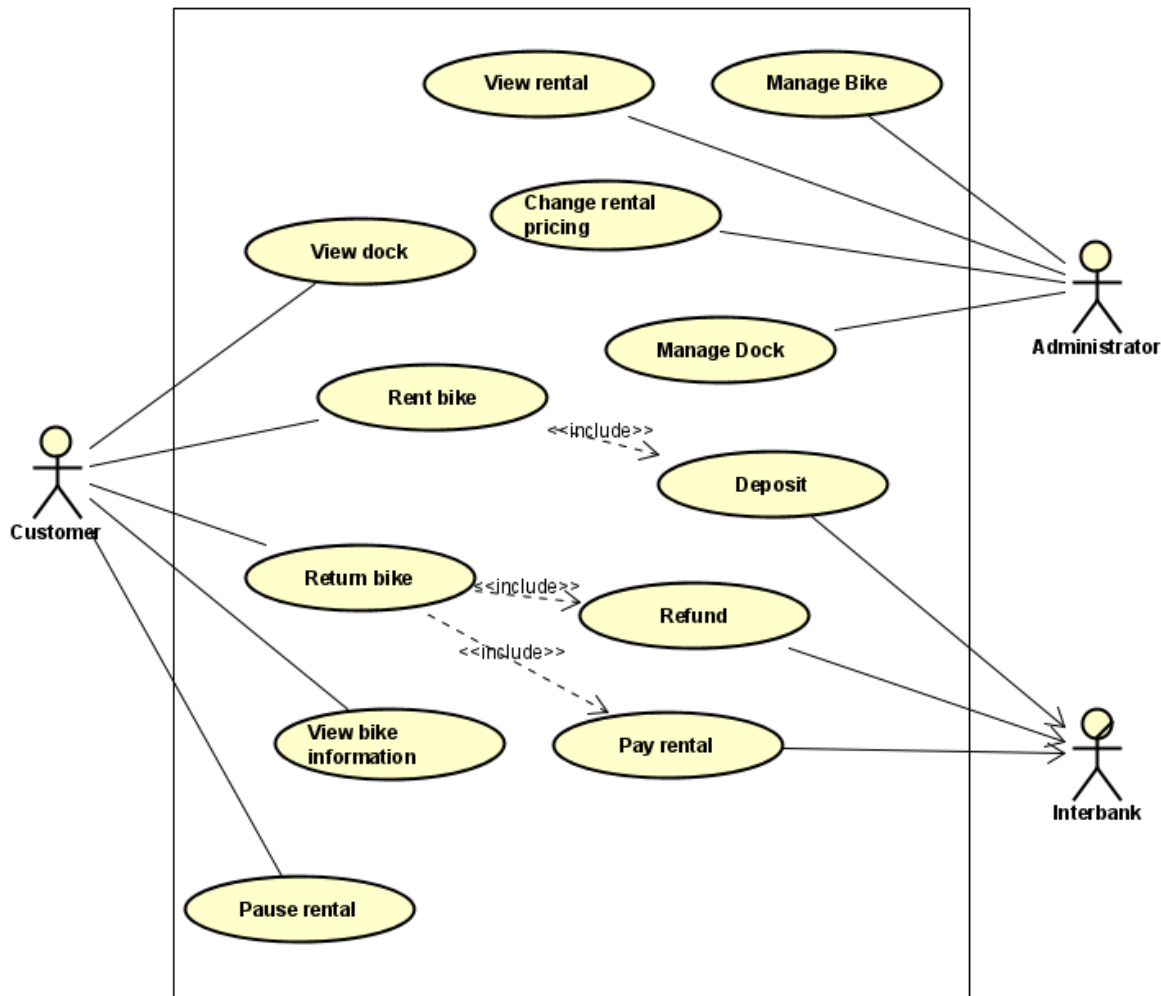 View rental
Manage Bike
Change rental
pricing
View dock
Manage Dock
Administrator
Rent bike
<<include>>
Deposit
Customer
Return bike
<<include>>
Refund
<<include>>
View bike
information
Pay rental
Interbank
Pause rental